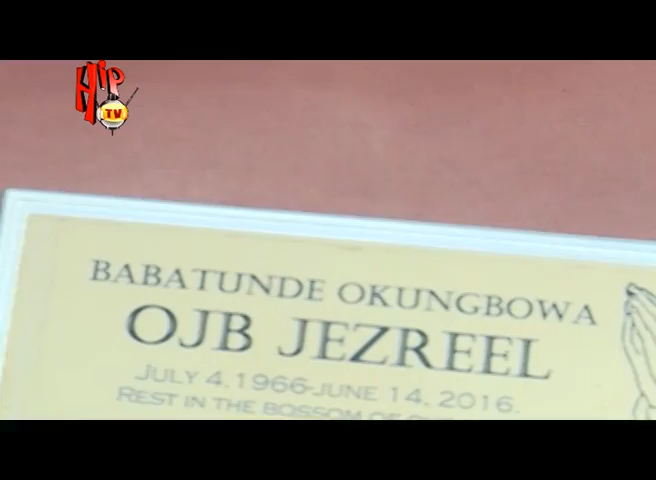 HIP
TV
BABATUNDE OKUNGBOWA
OJB JEZREEL
JULY 4, 1966-JUNE 14, 2016.
REST IN THE BOSSOM OF